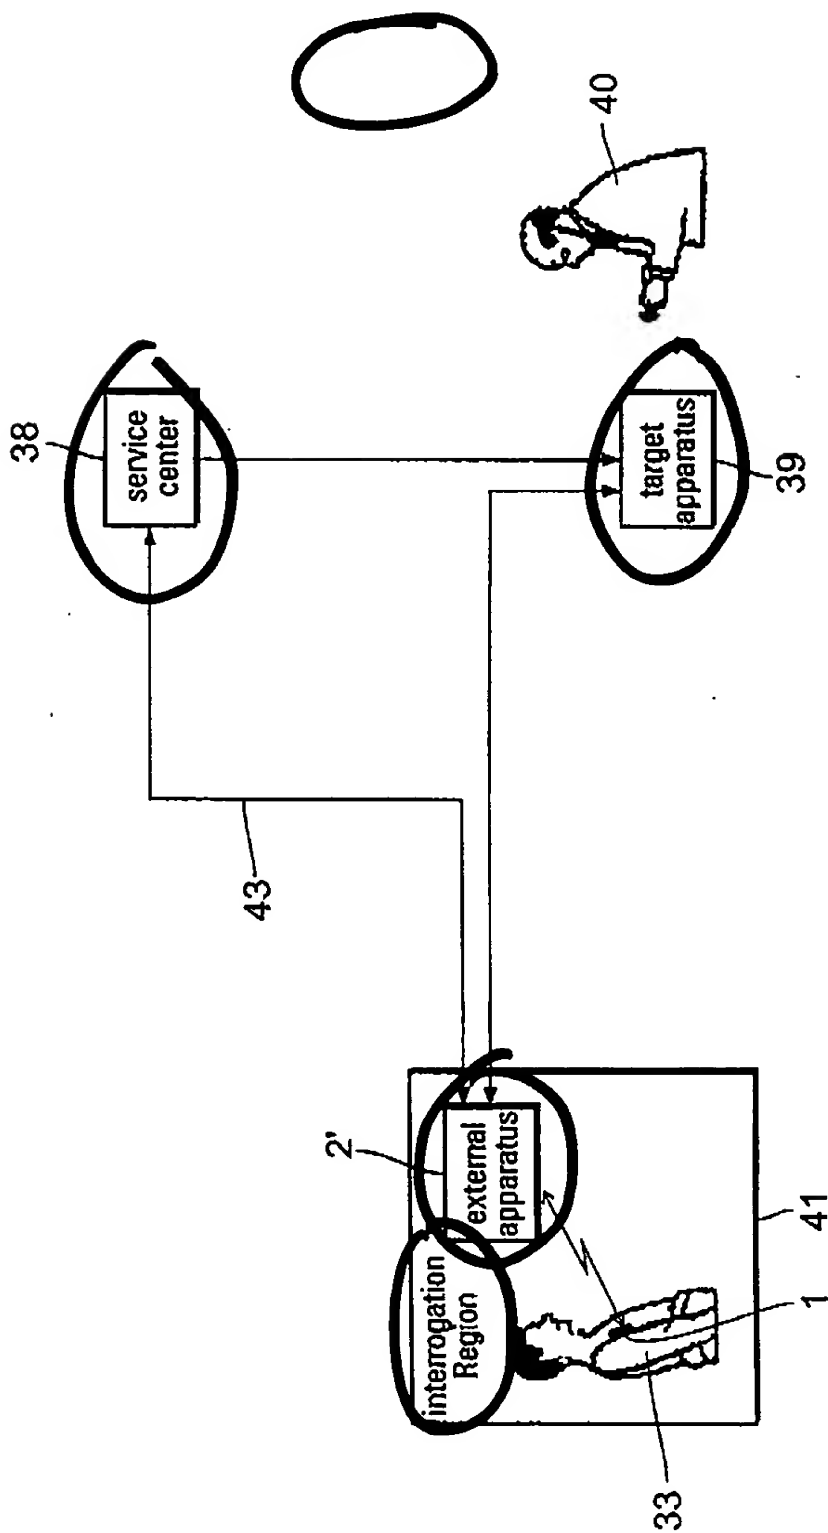 38
service
center
40
43
target
apparatus
39
2'
external
apparatus
interrogation
Region
41
1
33